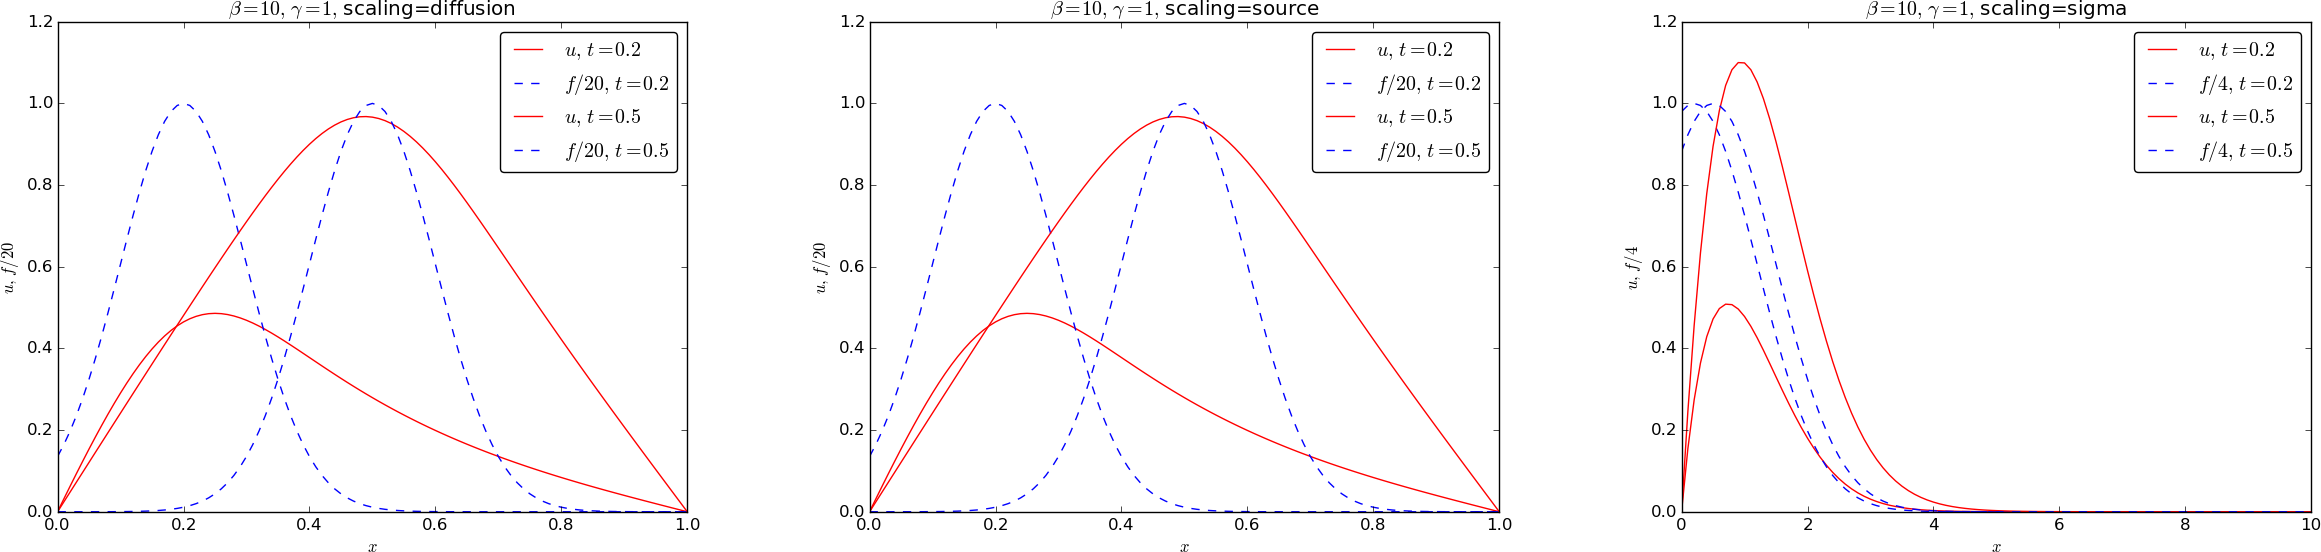 β=10, γ=1, scaling=diffusion
1.2
1.0
0.8
0.6
0.4
0.2
0.0
u, f/20
u, t=0.2
f/20, t=0.2
u, t=0.5
f/20, t=0.5
0.0 0.2 0.4 0.6 0.8 1.0
x
β=10, γ=1, scaling=source
1.2
1.0
0.8
0.6
0.4
0.2
0.0
u, f/20
u, t=0.2
f/20, t=0.2
u, t=0.5
f/20, t=0.5
0.0 0.2 0.4 0.6 0.8 1.0
x
β=10, γ=1, scaling=sigma
1.2
1.0
0.8
0.6
0.4
0.2
0.0
u, f/4
u, t=0.2
f/4, t=0.2
u, t=0.5
f/4, t=0.5
0 2 4 6 8 10
x